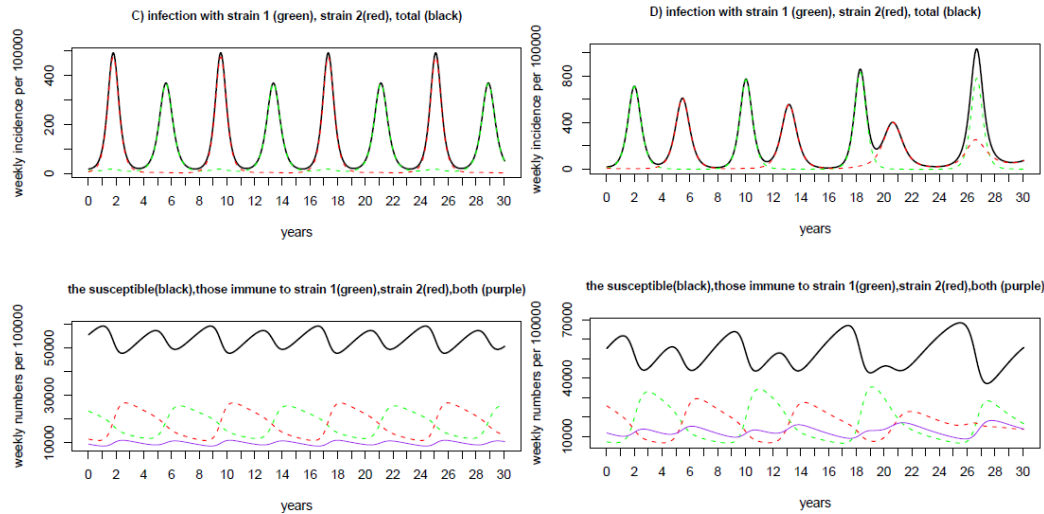 C) infection with strain 1 (green), strain 2(red), total (black)
weekly incidence per 100000
0 200 400
0 2 4 6 8 10 12 14 16 18 20 22 24 26 28 30
years
D) infection with strain 1 (green), strain 2(red), total (black)
weekly incidence per 100000
0 400 800
0 2 4 6 8 10 12 14 16 18 20 22 24 26 28 30
years
the susceptible(black),those immune to strain 1(green),strain 2(red),both (purple)
weekly numbers per 100000
10000 30000 50000
0 2 4 6 8 10 12 14 16 18 20 22 24 26 28 30
years
the susceptible(black),those immune to strain 1(green),strain 2(red),both (purple)
weekly numbers per 100000
10000 40000 70000
0 2 4 6 8 10 12 14 16 18 20 22 24 26 28 30
years